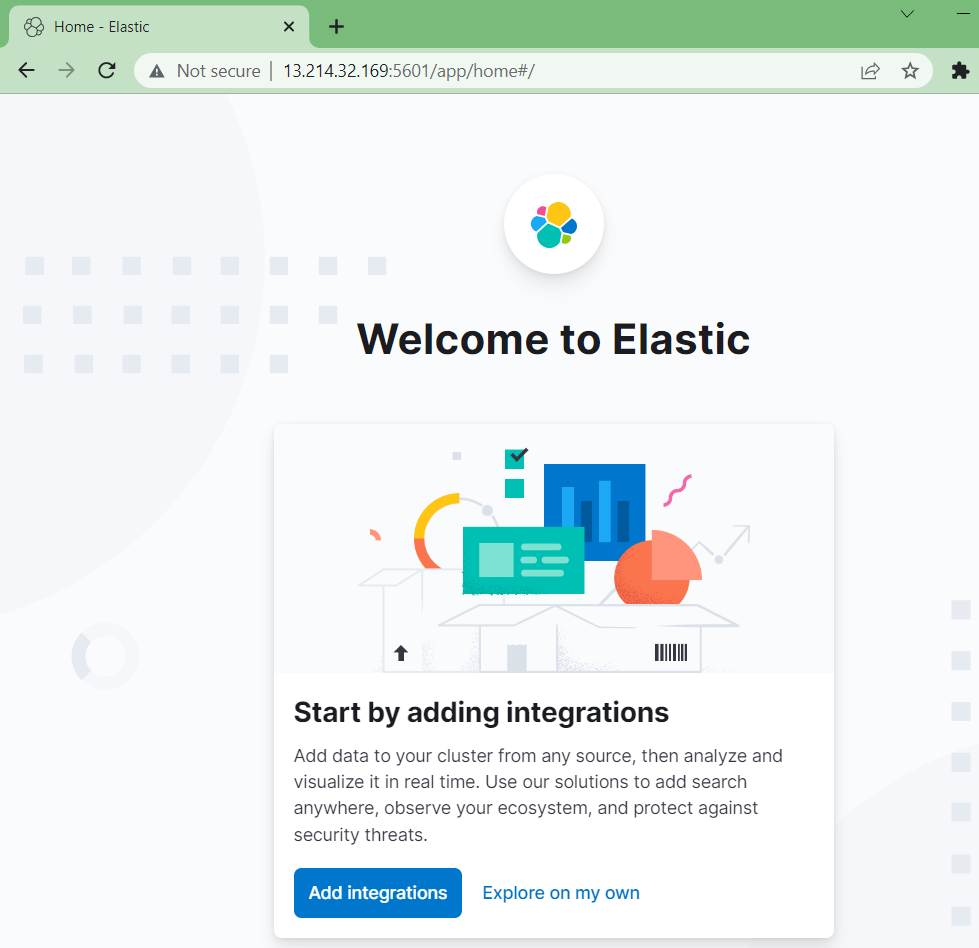 Home - Elastic
Not secure | 13.214.32.169:5601/app/home#/
Welcome to Elastic
Start by adding integrations
Add data to your cluster from any source, then analyze and
visualize it in real time. Use our solutions to add search
anywhere, observe your ecosystem, and protect against
security threats.
Add integrations Explore on my own